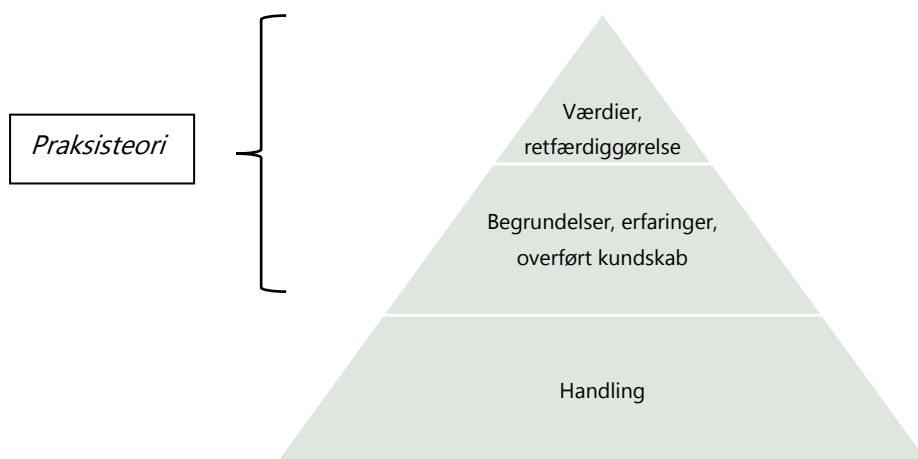 Værdier,
retfærdiggørelse
Praksisteori
Begrundelser, erfaringer,
overført kundskab
Handling